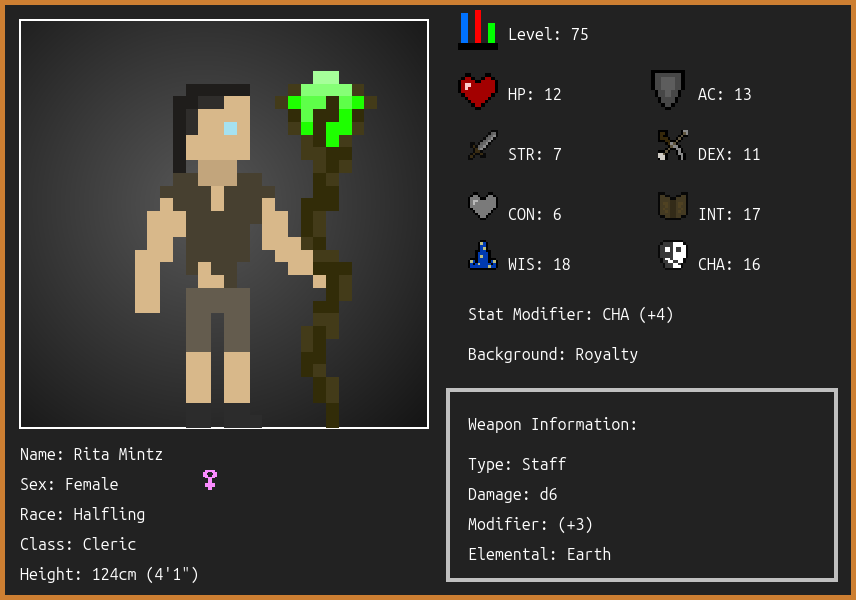 Level: 75
HP: 12
AC: 13
STR: 7
DEX: 11
CON: 6
INT: 17
WIS: 18
CHA: 16
Stat Modifier: CHA (+4)
Background: Royalty
Weapon Information:
Type: Staff
Damage: d6
Modifier: (+3)
Elemental: Earth
Name: Rita Mintz
Sex: Female
Race: Halfling
Class: Cleric
Height: 124cm (4'1")